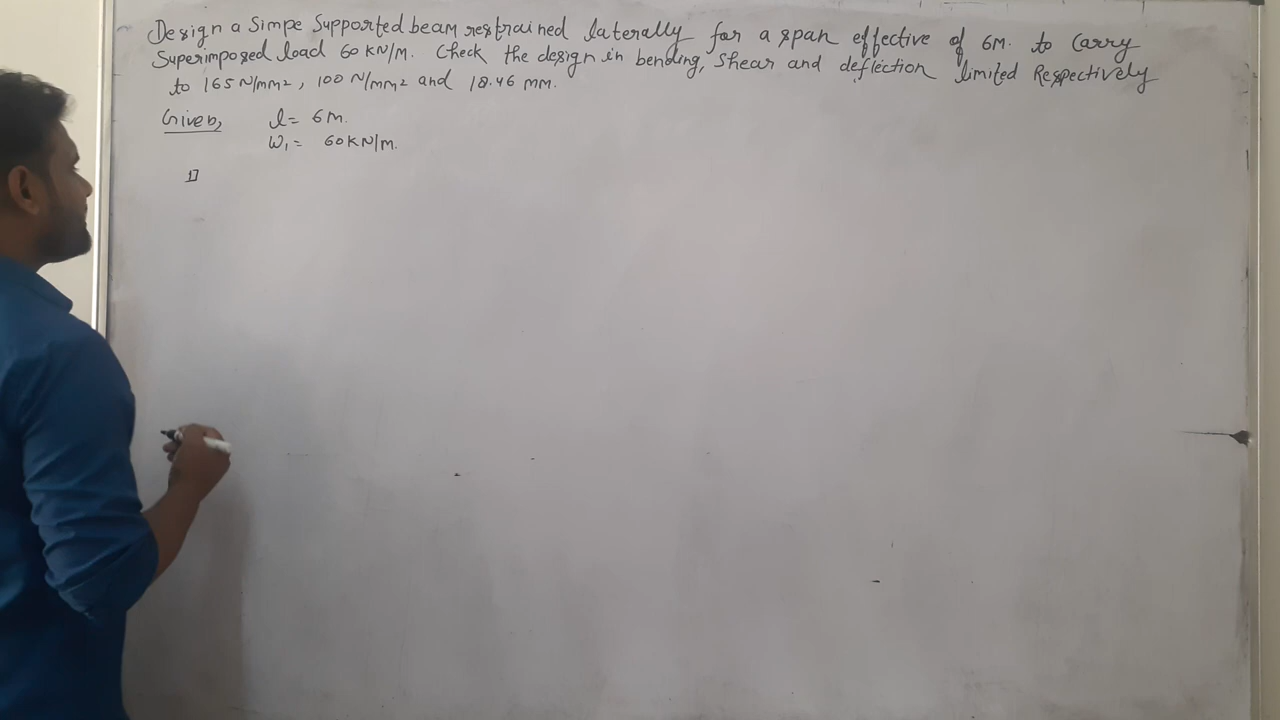 Design a Simpe Supported beam restrained laterally for a span effective of 6M. to Carry
Superimposed load 60 KN/M. Check the design in bending, Shear and deflection limited Respectively
to 165 N/mm², 100 N/mm² and 18.46 mm.
Given, l = 6M.
W₁ = 60KN/M.
1]